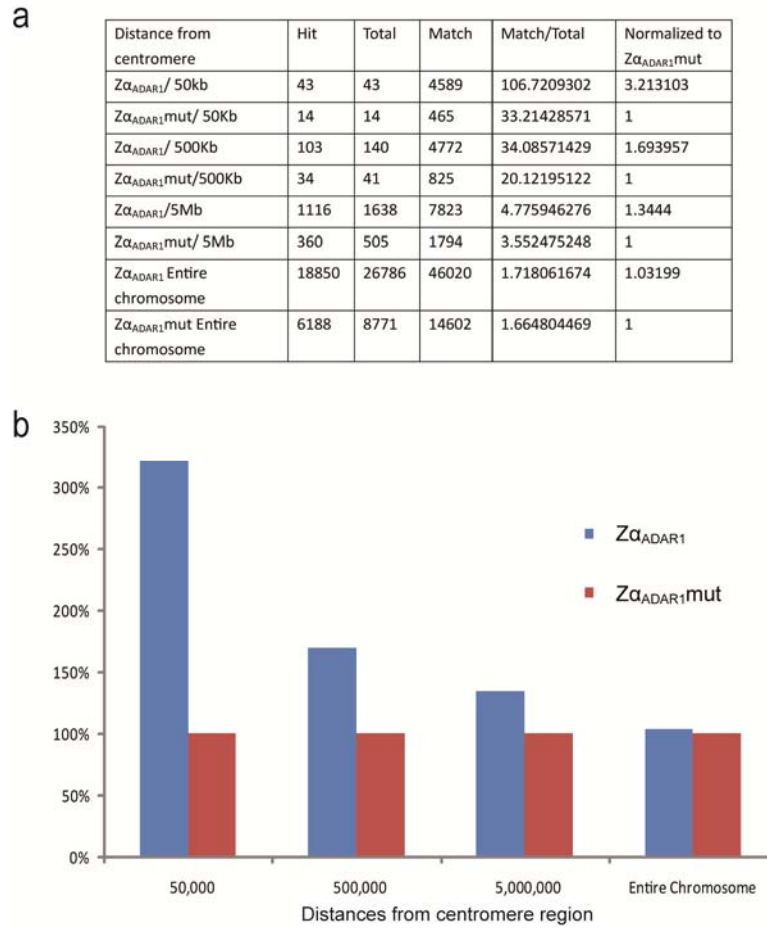 a
Distance from centromere Hit Total Match Match/Total Normalized to ZαADAR1mut
ZαADAR1/ 50kb 43 43 4589 106.7209302 3.213103
ZαADAR1mut/ 50Kb 14 14 465 33.21428571 1
ZαADAR1/ 500Kb 103 140 4772 34.08571429 1.693957
ZαADAR1mut/500Kb 34 41 825 20.12195122 1
ZαADAR1/5Mb 1116 1638 7823 4.775946276 1.3444
ZαADAR1mut/ 5Mb 360 505 1794 3.552475248 1
ZαADAR1 Entire chromosome 18850 26786 46020 1.718061674 1.03199
ZαADAR1mut Entire chromosome 6188 8771 14602 1.664804469 1
b
350%
300%
250%
200%
150%
100%
50%
0%
ZαADAR1
ZαADAR1mut
50,000 500,000 5,000,000 Entire Chromosome
Distances from centromere region